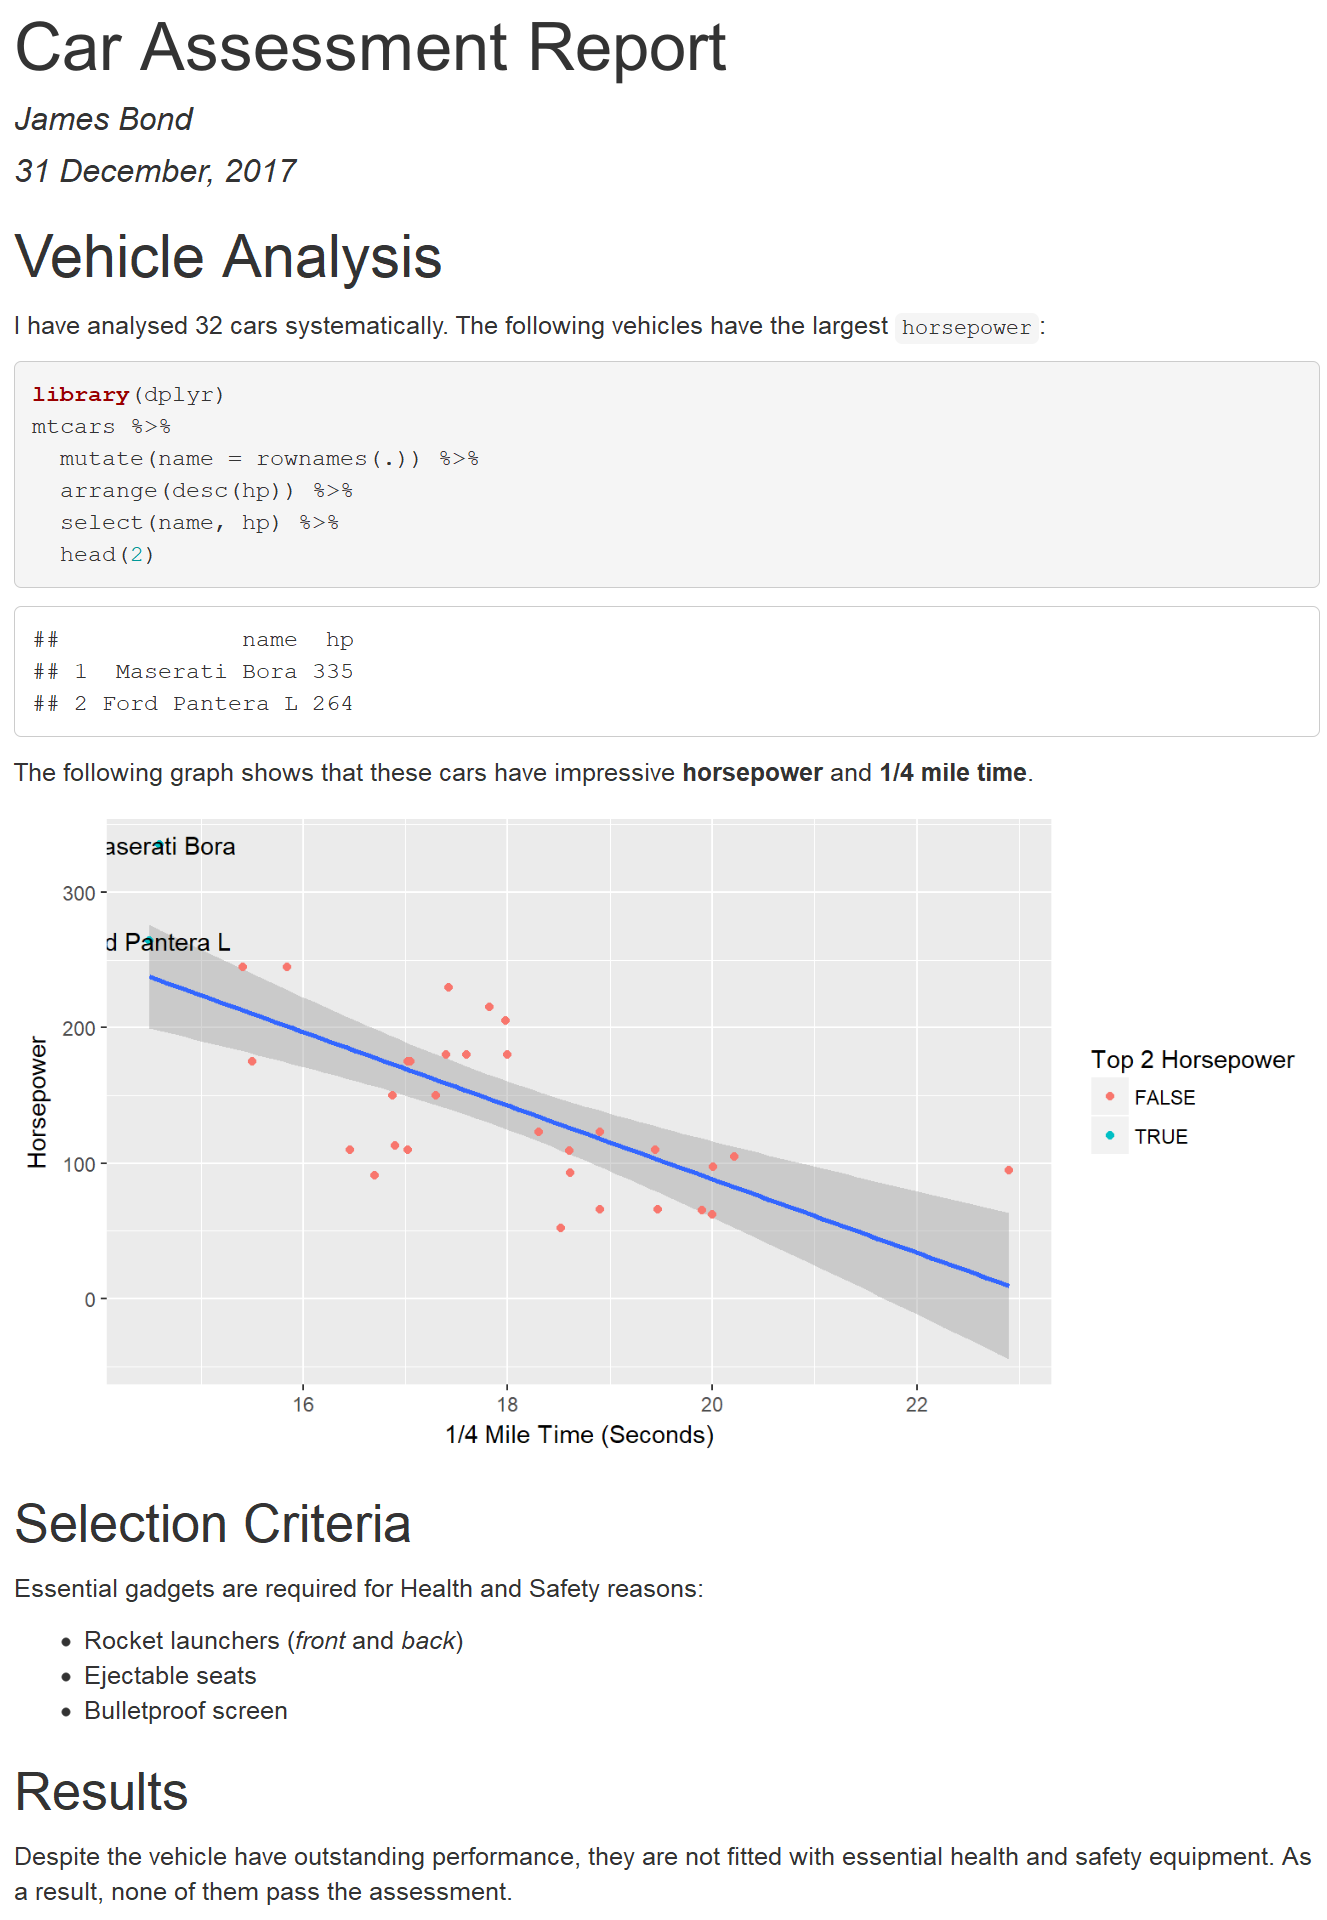 Car Assessment Report
James Bond
31 December, 2017
Vehicle Analysis
I have analysed 32 cars systematically. The following vehicles have the largest horsepower:
library(dplyr)
mtcars %>%
  mutate(name = rownames(.)) %>%
  arrange(desc(hp)) %>%
  select(name, hp) %>%
  head(2)
##             name  hp
## 1  Maserati Bora 335
## 2 Ford Pantera L 264
The following graph shows that these cars have impressive horsepower and 1/4 mile time.
aserati Bora
300
d Pantera L
200
Horsepower
100
0
16 18 20 22
1/4 Mile Time (Seconds)
Top 2 Horsepower
FALSE
TRUE
Selection Criteria
Essential gadgets are required for Health and Safety reasons:
• Rocket launchers (front and back)
• Ejectable seats
• Bulletproof screen
Results
Despite the vehicle have outstanding performance, they are not fitted with essential health and safety equipment. As
a result, none of them pass the assessment.